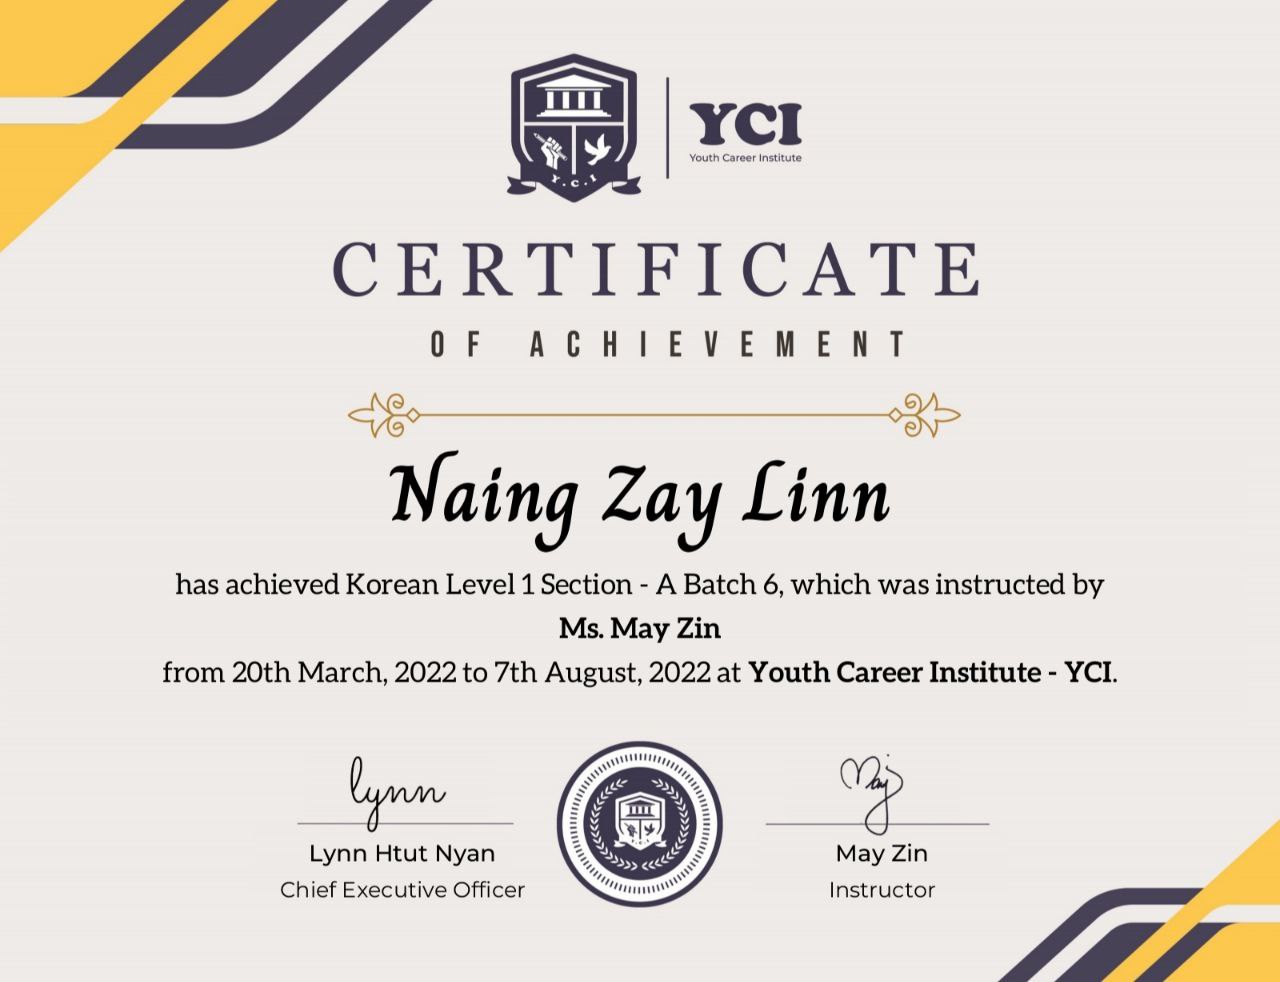 Y.C.I
YCI
Youth Career Institute
CERTIFICATE
OF ACHIEVEMENT
Naing Zay Linn
has achieved Korean Level 1 Section - A Batch 6, which was instructed by
Ms. May Zin
from 20th March, 2022 to 7th August, 2022 at Youth Career Institute - YCI.
lynn
May
Lynn Htut Nyan
Chief Executive Officer
Y.C.I
May Zin
Instructor